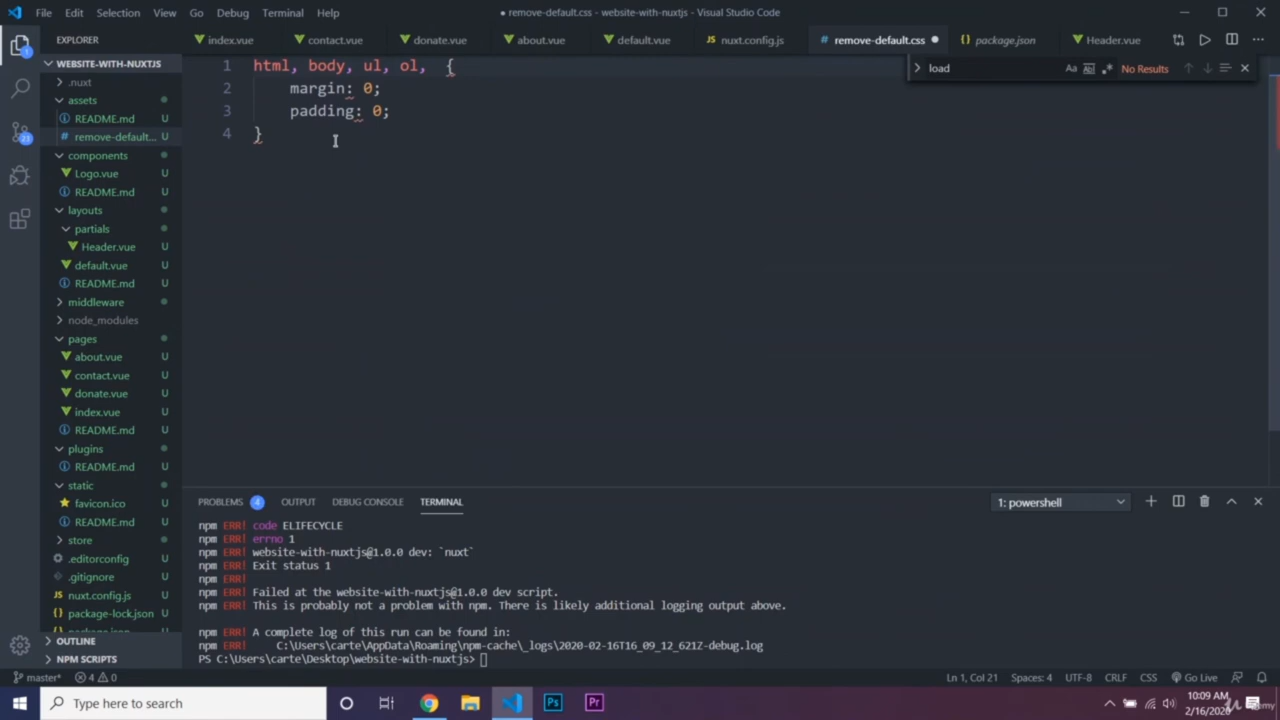 File Edit Selection View Go Debug Terminal Help
● remove-default.css - website-with-nuxtjs - Visual Studio Code
EXPLORER
index.vue contact.vue donate.vue about.vue default.vue nuxt.config.js # remove-default.css ● package.json Header.vue
WEBSITE-WITH-NUXTJS
load Aa Abl .* No Results
.nuxt
assets
README.md U
# remove-default... U
components
Logo.vue U
README.md U
layouts
partials
Header.vue U
default.vue U
README.md U
middleware
node_modules
pages
about.vue U
contact.vue U
donate.vue U
index.vue U
README.md U
plugins
README.md U
static
favicon.ico U
README.md U
store
.editorconfig U
.gitignore U
nuxt.config.js U
package-lock.json U
OUTLINE
NPM SCRIPTS
1 html, body, ul, ol,  {
2     margin: 0;
3     padding: 0;
4 }
PROBLEMS 4 OUTPUT DEBUG CONSOLE TERMINAL 1: powershell
npm ERR! code ELIFECYCLE
npm ERR! errno 1
npm ERR! website-with-nuxtjs@1.0.0 dev: `nuxt`
npm ERR! Exit status 1
npm ERR!
npm ERR! Failed at the website-with-nuxtjs@1.0.0 dev script.
npm ERR! This is probably not a problem with npm. There is likely additional logging output above.
npm ERR! A complete log of this run can be found in:
npm ERR!     C:\Users\carte\AppData\Roaming\npm-cache\_logs\2020-02-16T16_09_12_621Z-debug.log
PS C:\Users\carte\Desktop\website-with-nuxtjs>
master* 4 0 Ln 1, Col 21 Spaces: 4 UTF-8 CRLF CSS Go Live
Type here to search
Ps Pr
10:09 AM
2/16/2020